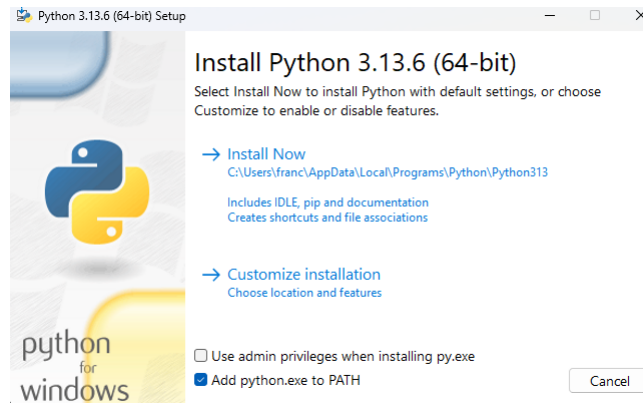 Python 3.13.6 (64-bit) Setup
Install Python 3.13.6 (64-bit)
Select Install Now to install Python with default settings, or choose
Customize to enable or disable features.
Install Now
C:\Users\franc\AppData\Local\Programs\Python\Python313
Includes IDLE, pip and documentation
Creates shortcuts and file associations
Customize installation
Choose location and features
python
for
windows
Use admin privileges when installing py.exe
Add python.exe to PATH
Cancel